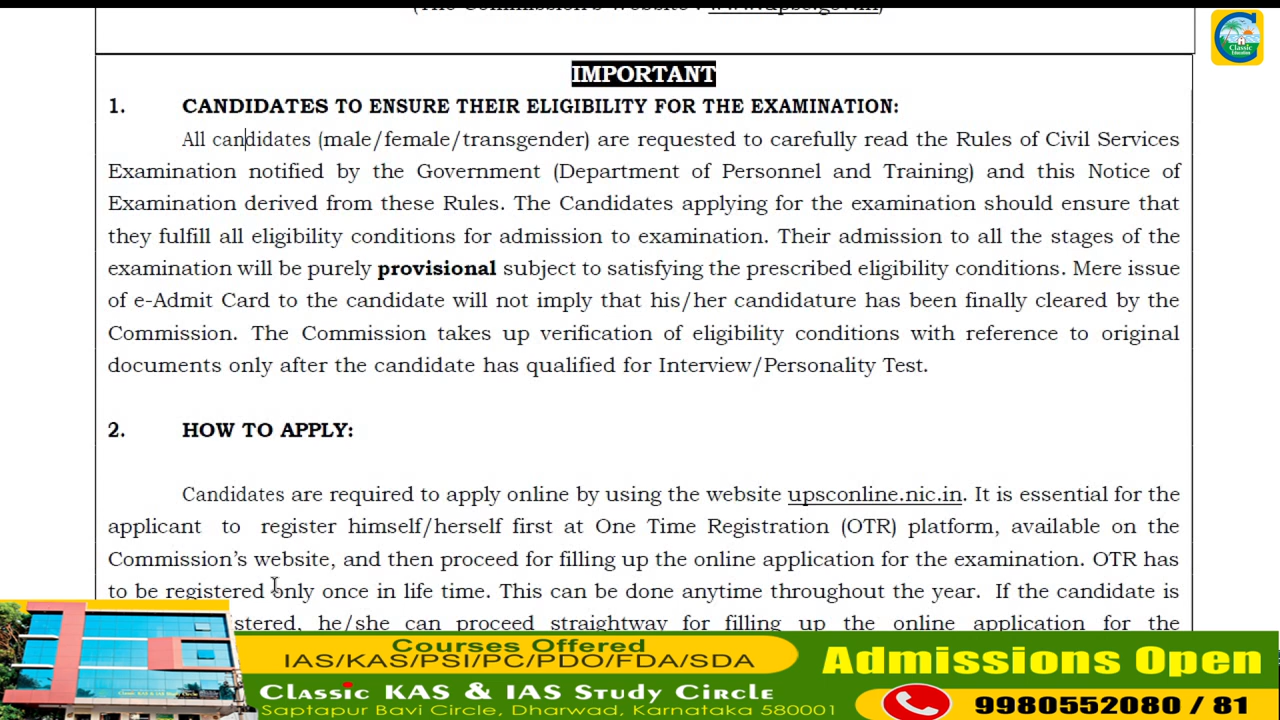 (The Commission's Website : www.upsc.gov.in)
Classic
Education
IMPORTANT
1. CANDIDATES TO ENSURE THEIR ELIGIBILITY FOR THE EXAMINATION:
All candidates (male/female/transgender) are requested to carefully read the Rules of Civil Services
Examination notified by the Government (Department of Personnel and Training) and this Notice of
Examination derived from these Rules. The Candidates applying for the examination should ensure that
they fulfill all eligibility conditions for admission to examination. Their admission to all the stages of the
examination will be purely provisional subject to satisfying the prescribed eligibility conditions. Mere issue
of e-Admit Card to the candidate will not imply that his/her candidature has been finally cleared by the
Commission. The Commission takes up verification of eligibility conditions with reference to original
documents only after the candidate has qualified for Interview/Personality Test.
2. HOW TO APPLY:
Candidates are required to apply online by using the website upsconline.nic.in. It is essential for the
applicant to register himself/herself first at One Time Registration (OTR) platform, available on the
Commission's website, and then proceed for filling up the online application for the examination. OTR has
to be registered only once in life time. This can be done anytime throughout the year. If the candidate is
stered, he/she can proceed straightway for filling up the online application for the
Courses Offered
IAS/KAS/PSI/PC/PDO/FDA/SDA
Classic KAS & IAS Study Circle
Saptapur Bavi Circle, Dharwad, Karnataka 580001
Admissions Open
9980552080 / 81